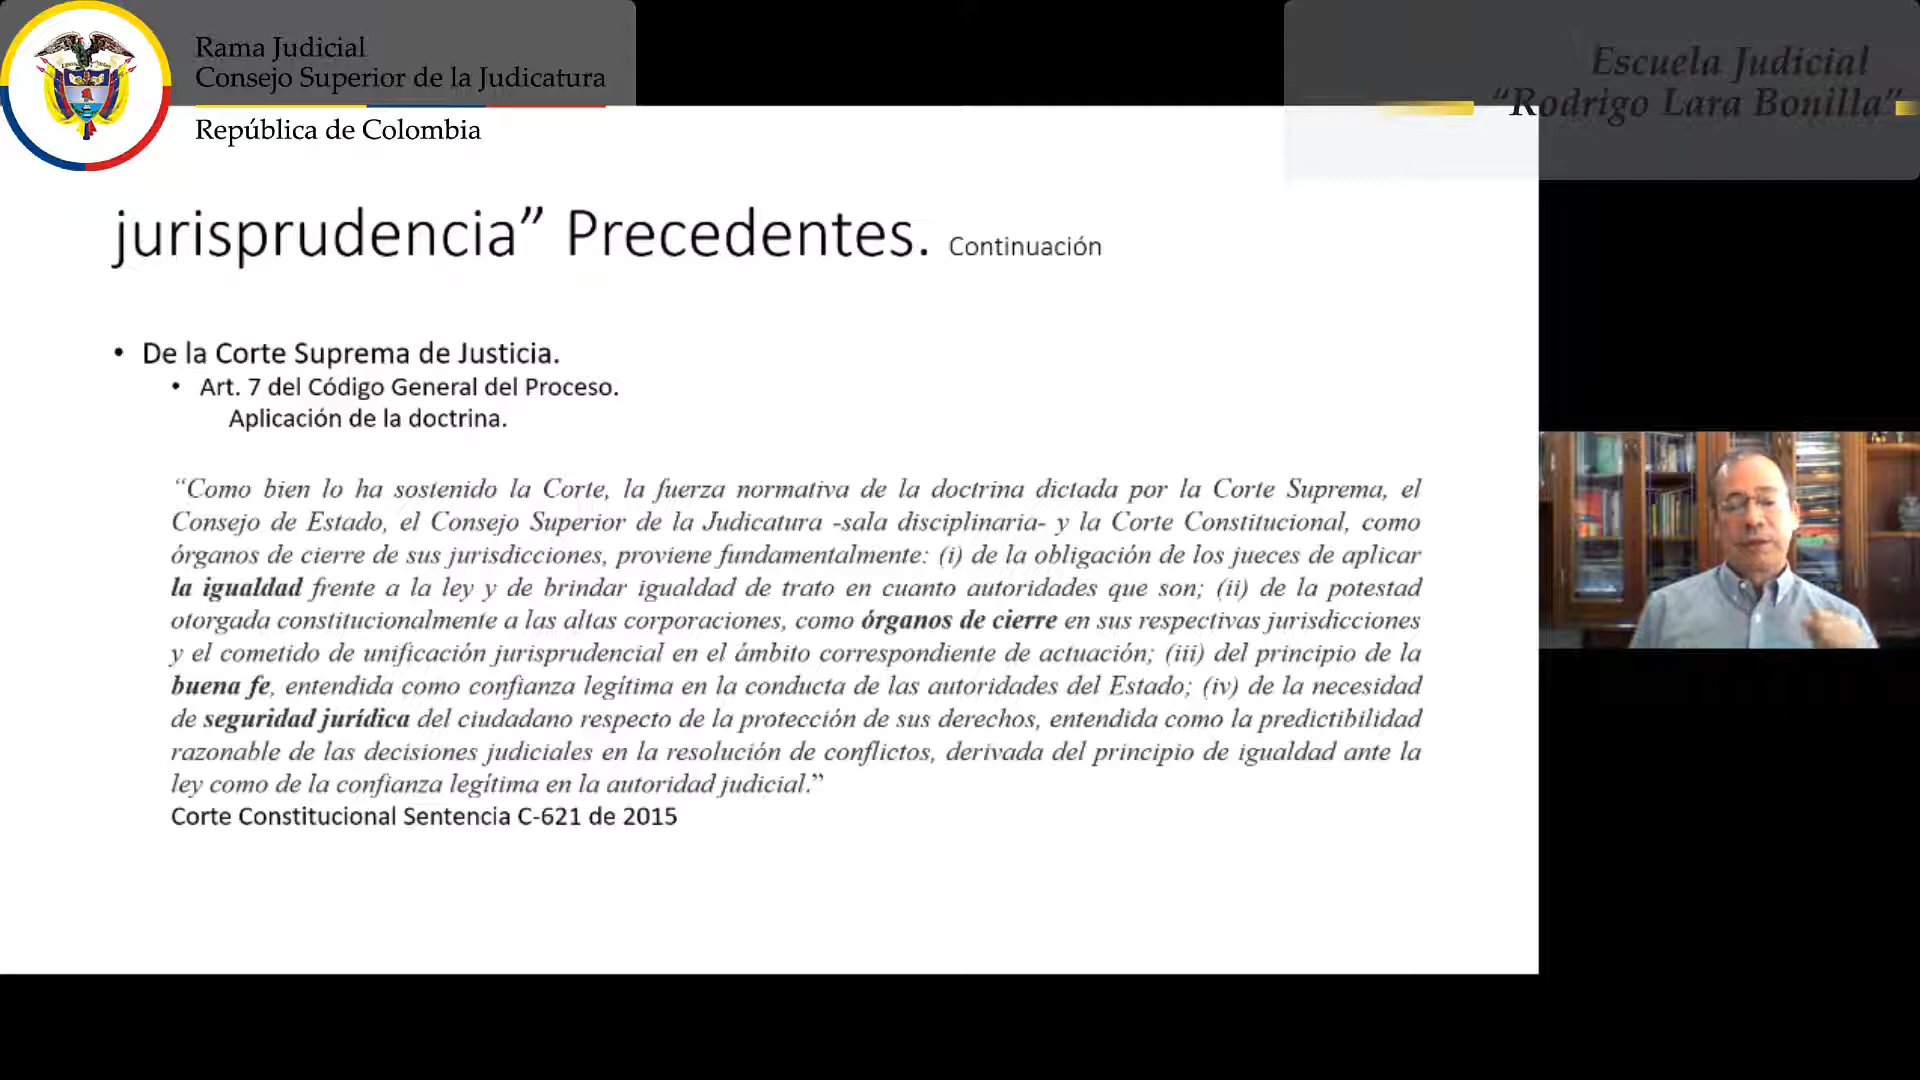 Rama Judicial
Consejo Superior de la Judicatura
República de Colombia
Escuela Judicial
“Rodrigo Lara Bonilla”
jurisprudencia” Precedentes. Continuación
• De la Corte Suprema de Justicia.
• Art. 7 del Código General del Proceso.
Aplicación de la doctrina.
“Como bien lo ha sostenido la Corte, la fuerza normativa de la doctrina dictada por la Corte Suprema, el
Consejo de Estado, el Consejo Superior de la Judicatura -sala disciplinaria- y la Corte Constitucional, como
órganos de cierre de sus jurisdicciones, proviene fundamentalmente: (i) de la obligación de los jueces de aplicar
la igualdad frente a la ley y de brindar igualdad de trato en cuanto autoridades que son; (ii) de la potestad
otorgada constitucionalmente a las altas corporaciones, como órganos de cierre en sus respectivas jurisdicciones
y el cometido de unificación jurisprudencial en el ámbito correspondiente de actuación; (iii) del principio de la
buena fe, entendida como confianza legítima en la conducta de las autoridades del Estado; (iv) de la necesidad
de seguridad jurídica del ciudadano respecto de la protección de sus derechos, entendida como la predictibilidad
razonable de las decisiones judiciales en la resolución de conflictos, derivada del principio de igualdad ante la
ley como de la confianza legítima en la autoridad judicial.”
Corte Constitucional Sentencia C-621 de 2015